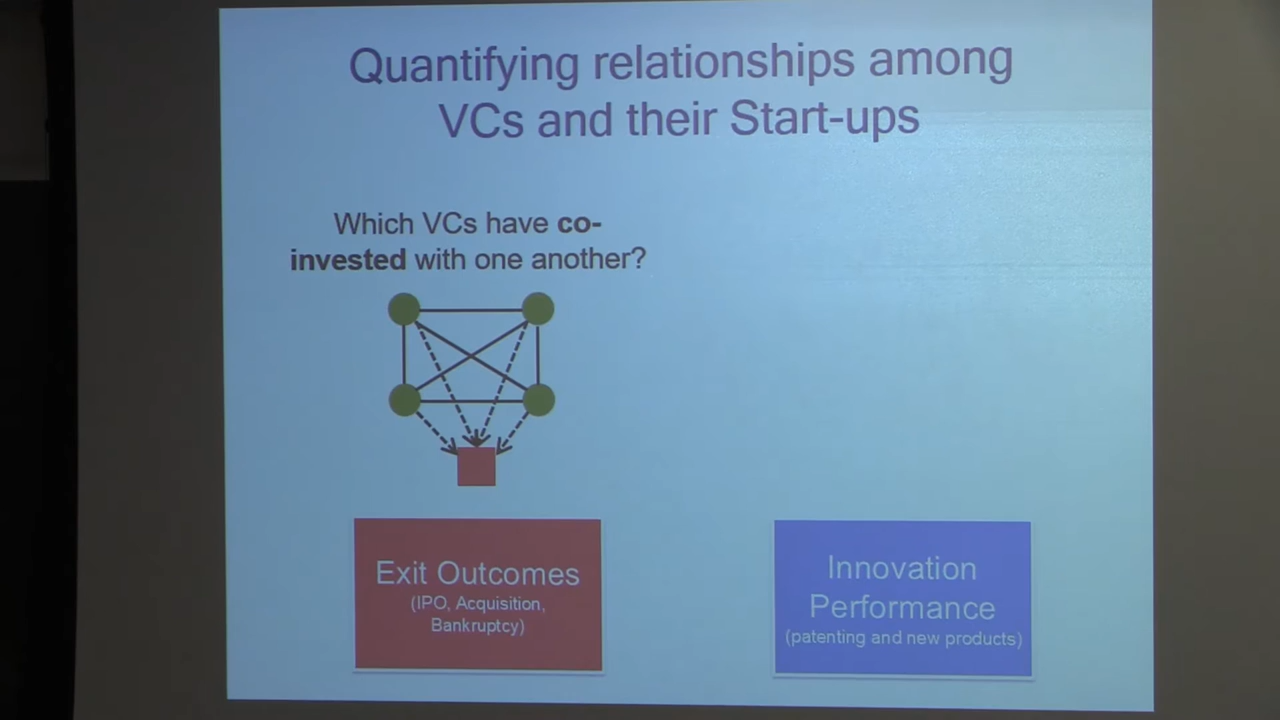 Quantifying relationships among
VCs and their Start-ups
Which VCs have co-
invested with one another?
Exit Outcomes
(IPO, Acquisition,
Bankruptcy)
Innovation
Performance
(patenting and new products)